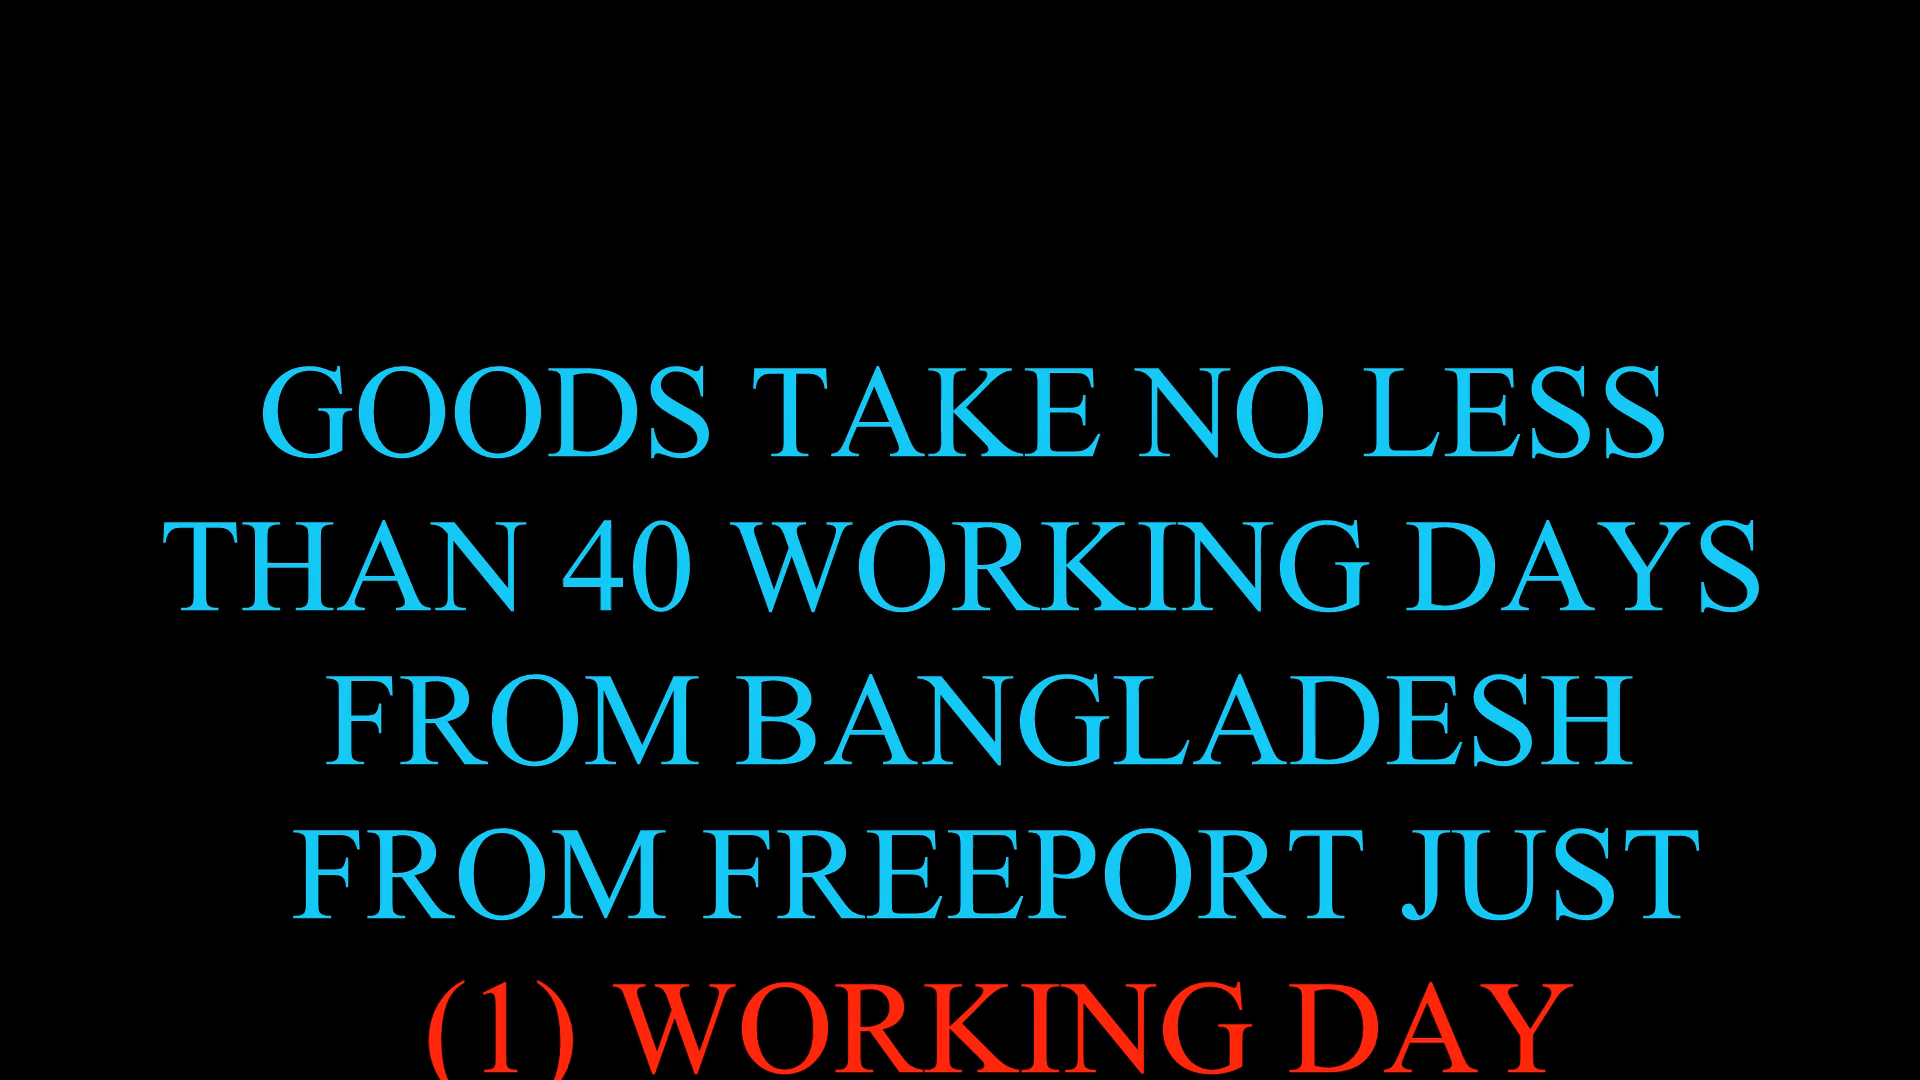 GOODS TAKE NO LESS
THAN 40 WORKING DAYS
FROM BANGLADESH
FROM FREEPORT JUST
(1) WORKING DAY